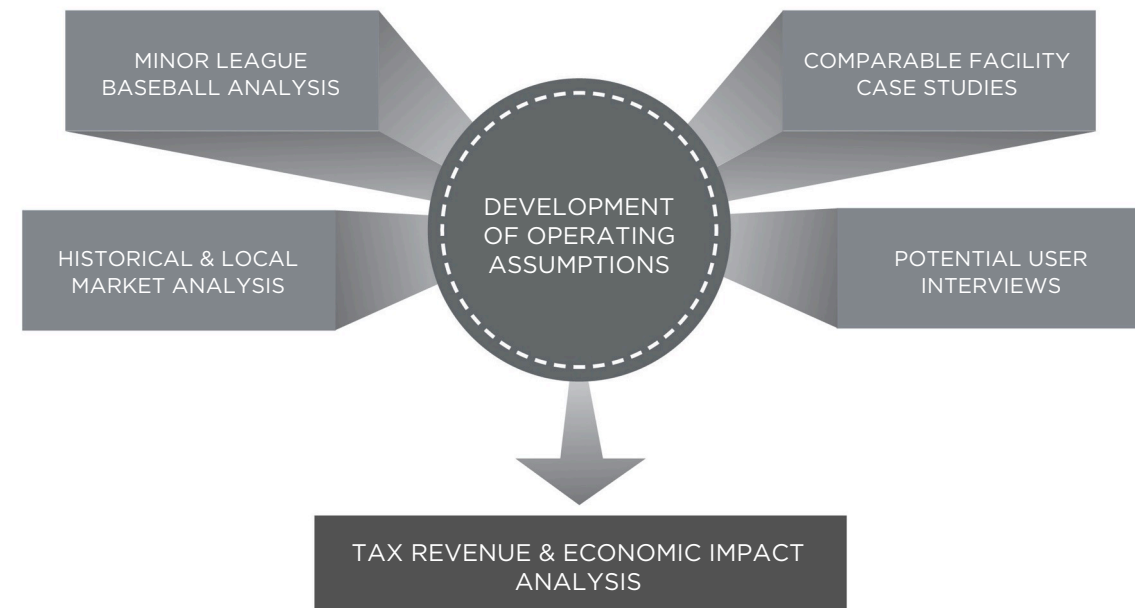 MINOR LEAGUE
BASEBALL ANALYSIS
COMPARABLE FACILITY
CASE STUDIES
DEVELOPMENT
OF OPERATING
ASSUMPTIONS
HISTORICAL & LOCAL
MARKET ANALYSIS
POTENTIAL USER
INTERVIEWS
TAX REVENUE & ECONOMIC IMPACT
ANALYSIS